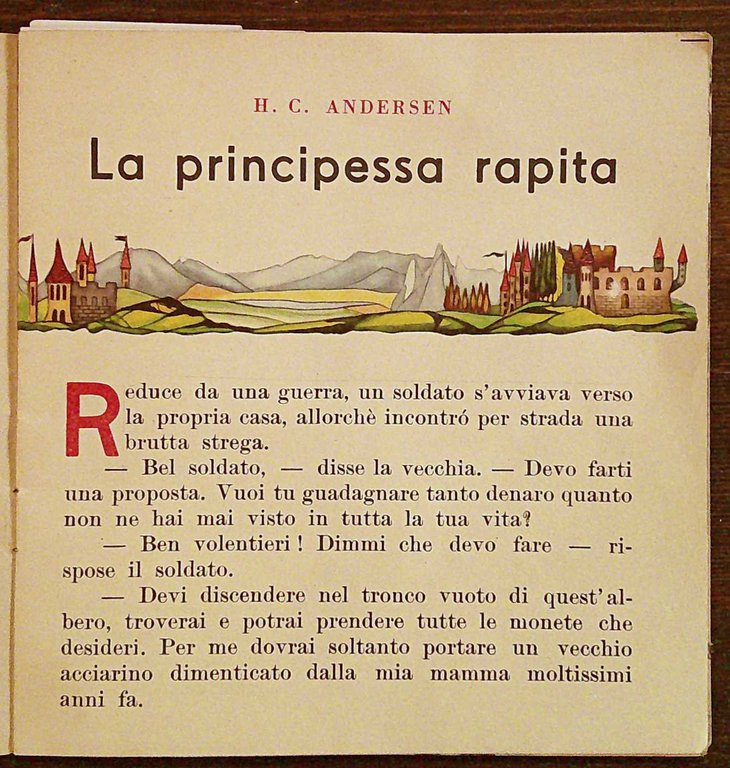 H. C. ANDERSEN
La principessa rapita
Reduce da una guerra, un soldato s'avviava verso
la propria casa, allorchè incontró per strada una
brutta strega.
— Bel soldato, — disse la vecchia. — Devo farti
una proposta. Vuoi tu guadagnare tanto denaro quanto
non ne hai mai visto in tutta la tua vita?
— Ben volentieri! Dimmi che devo fare — ri-
spose il soldato.
— Devi discendere nel tronco vuoto di quest'al-
bero, troverai e potrai prendere tutte le monete che
desideri. Per me dovrai soltanto portare un vecchio
acciarino dimenticato dalla mia mamma moltissimi
anni fa.